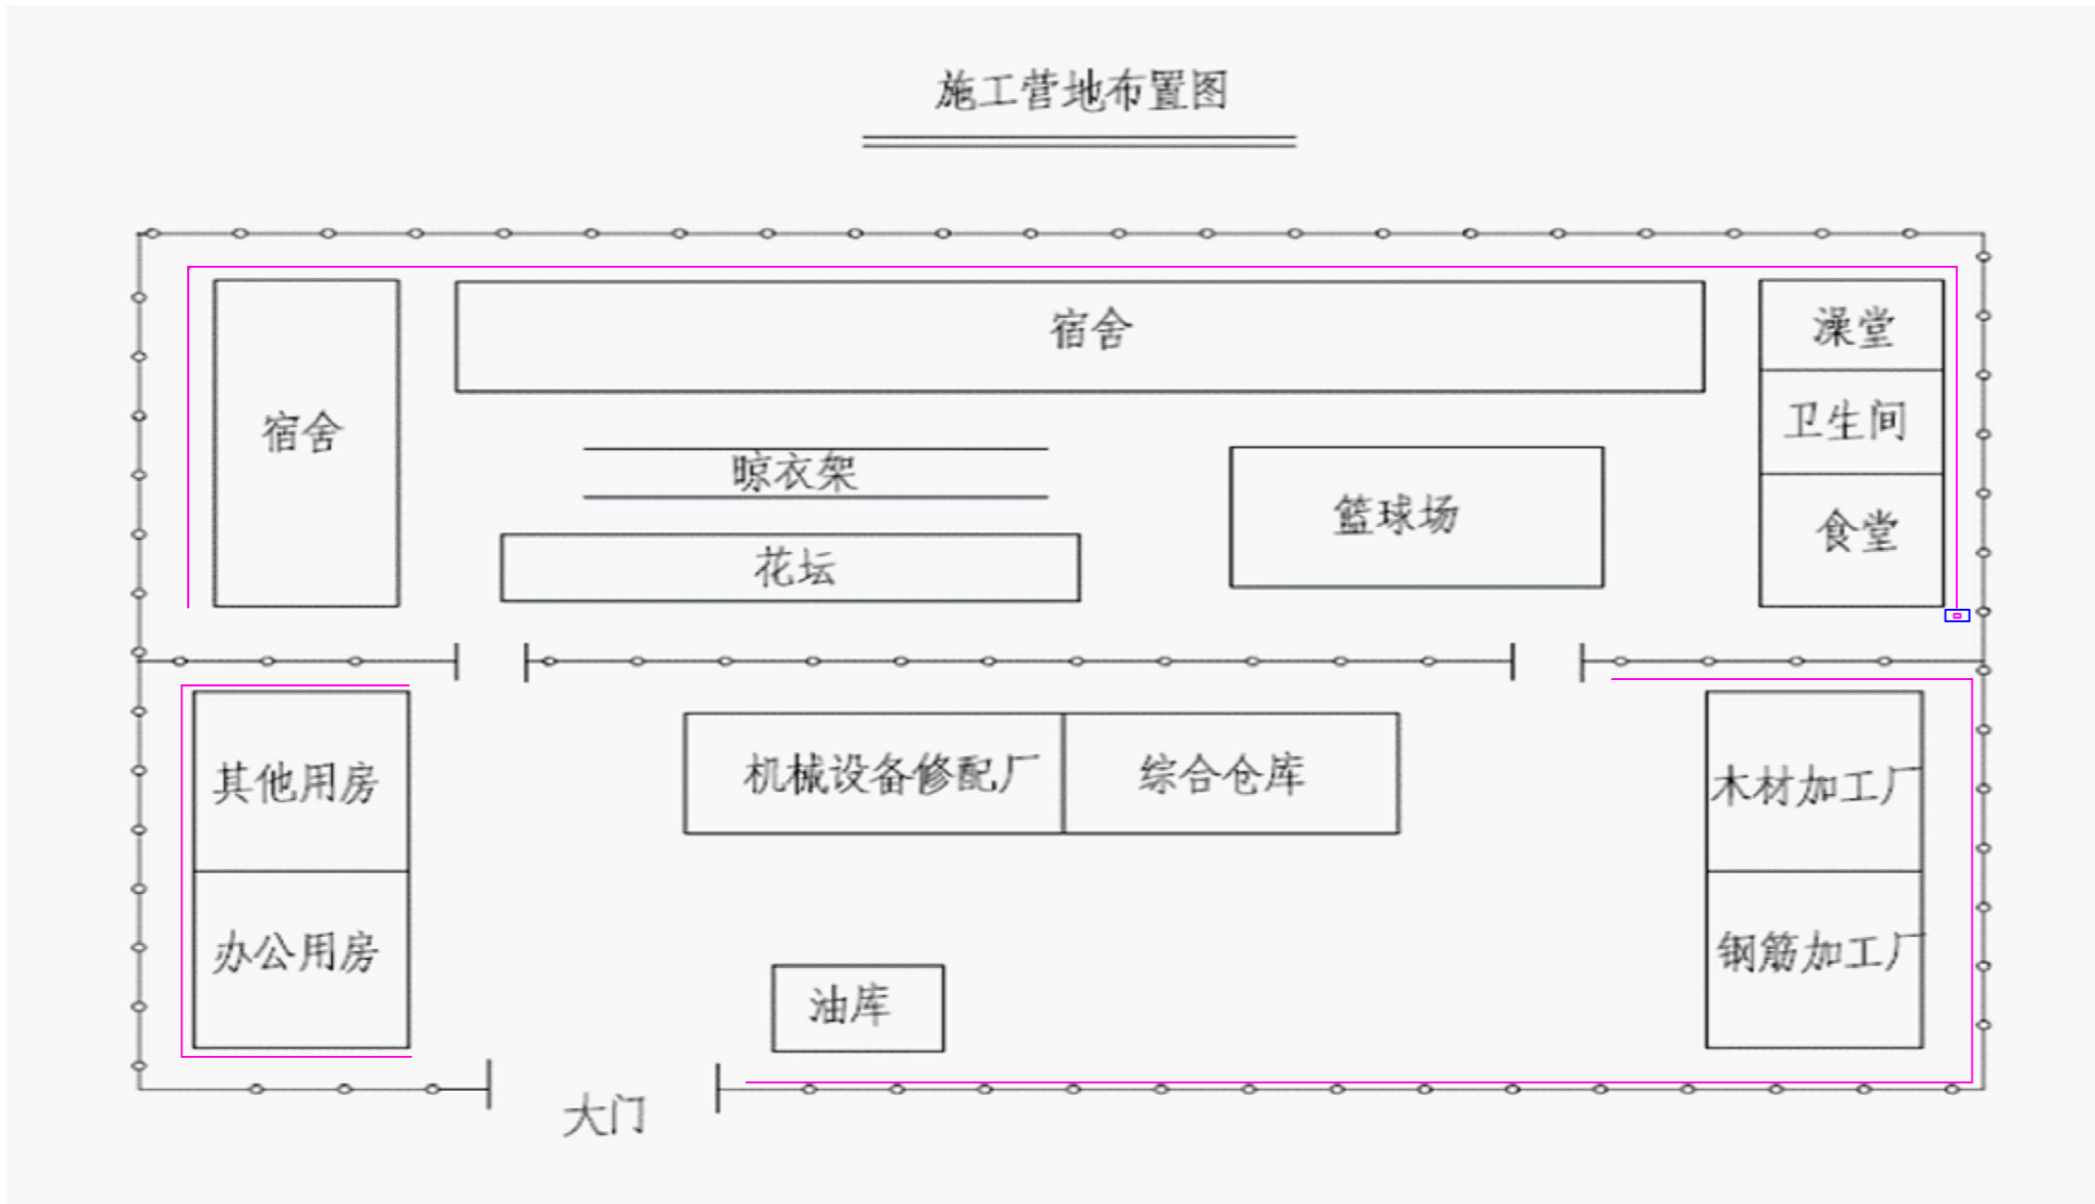 施工营地布置图
宿舍
宿舍
澡堂
卫生间
食堂
晾衣架
花坛
篮球场
其他用房
办公用房
机械设备修配厂
综合仓库
木材加工厂
钢筋加工厂
油库
大门